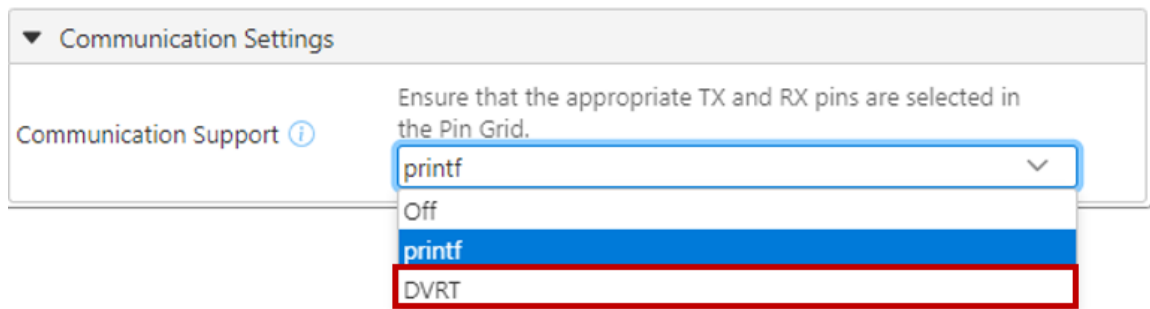 Communication Settings
Ensure that the appropriate TX and RX pins are selected in
the Pin Grid.
Communication Support
printf
Off
printf
DVRT